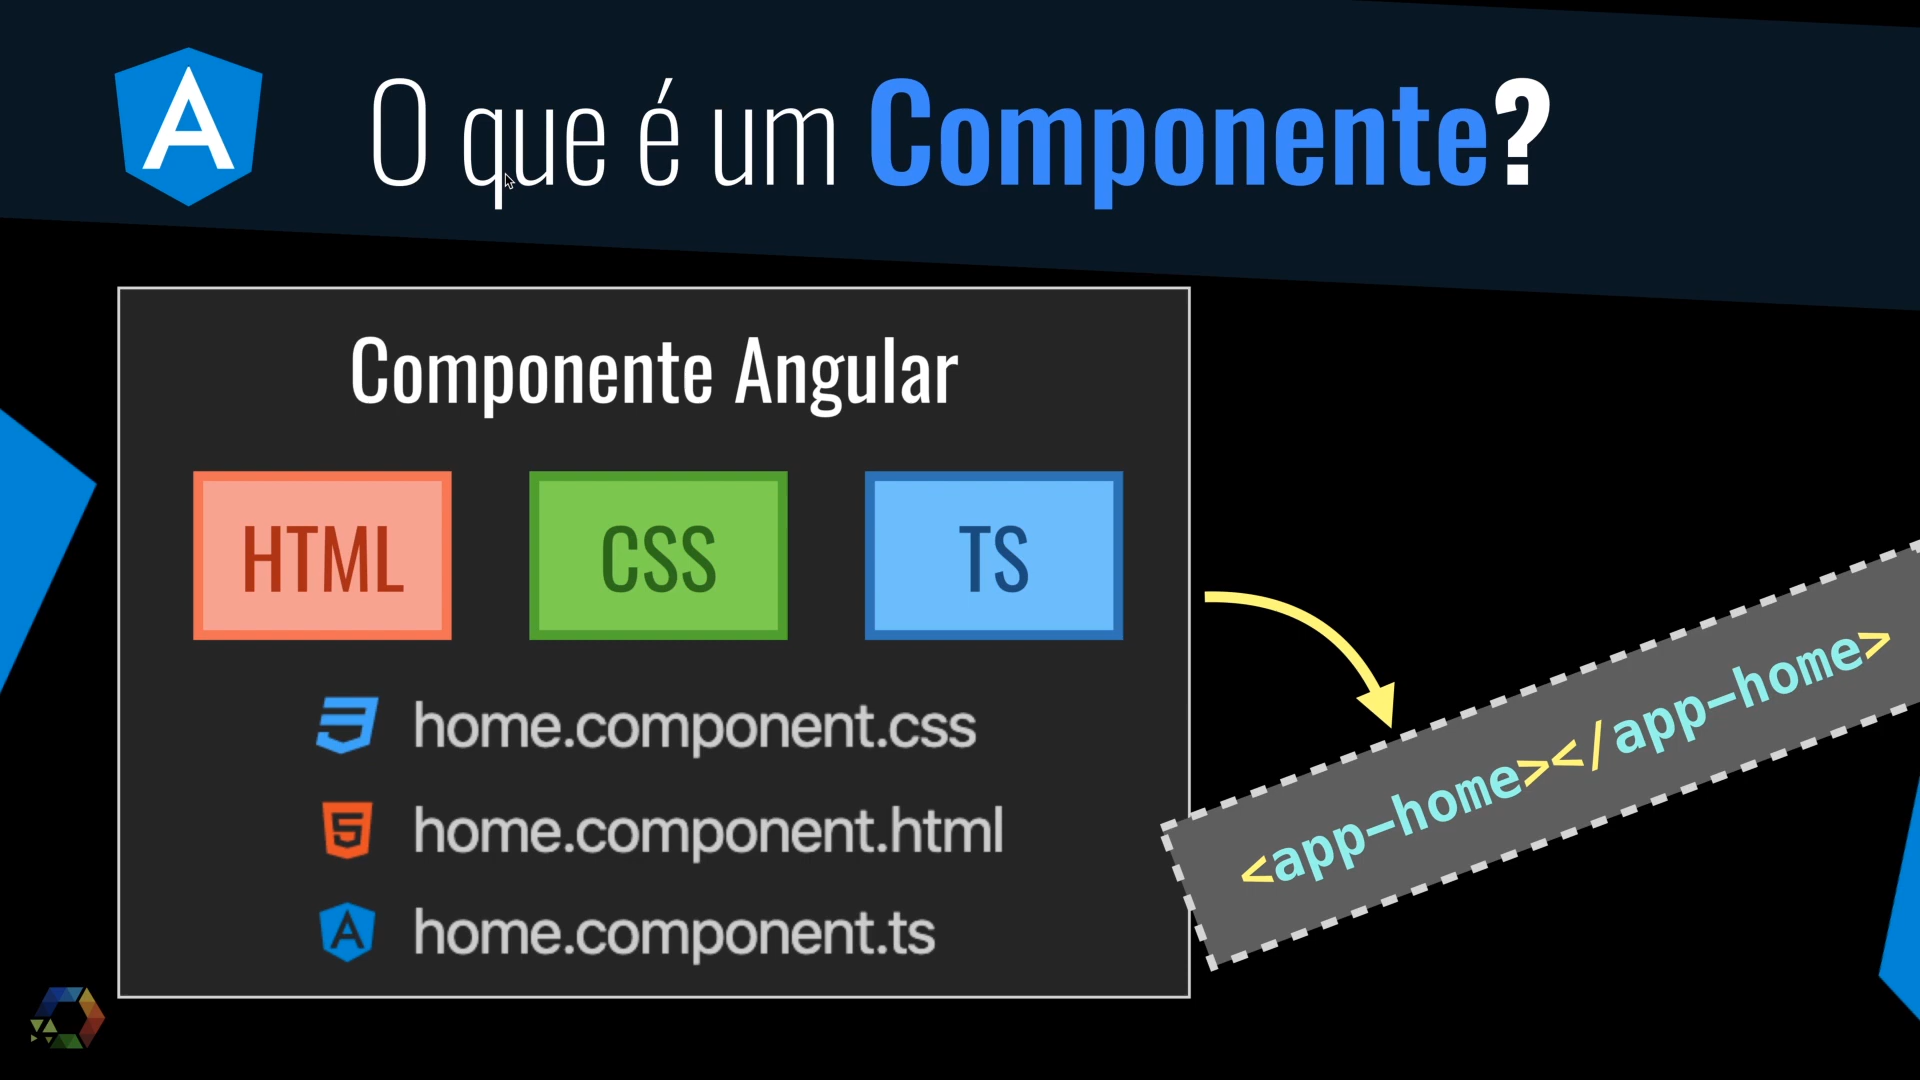 O que é um Componente?
Componente Angular
HTML
CSS
TS
home.component.css
home.component.html
home.component.ts
<app-home></app-home>